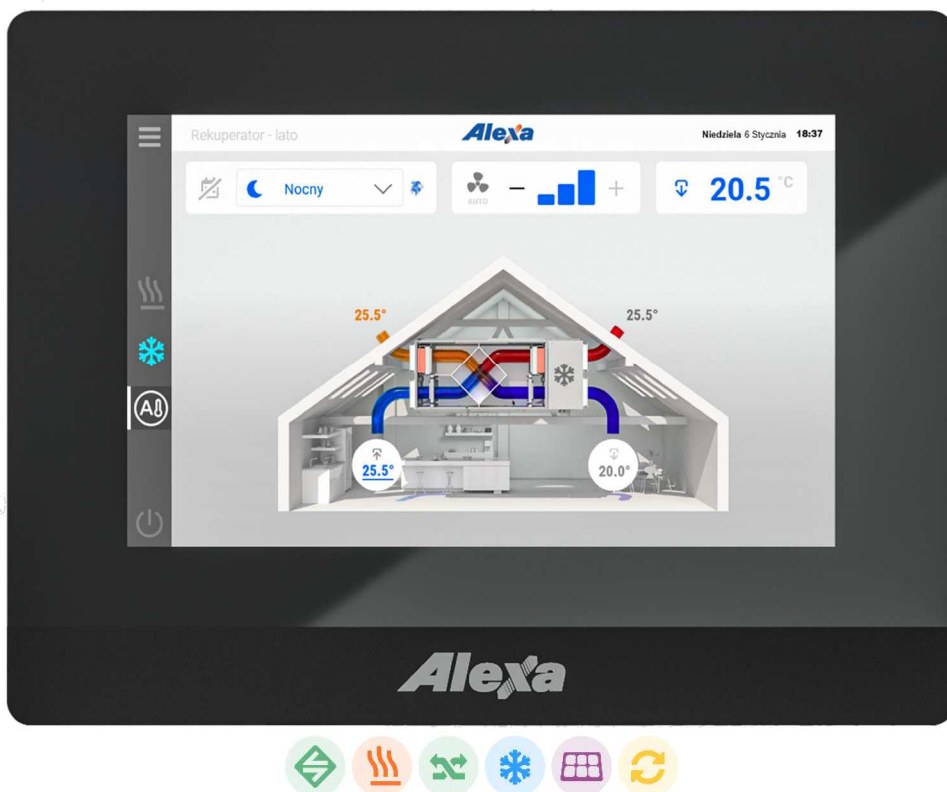 Rekuperator - lato
Alexa
Niedziela 6 Stycznia 18:37
Nocny
AUTO
20.5 °C
25.5°
25.5°
25.5°
20.0°
A
Alexa